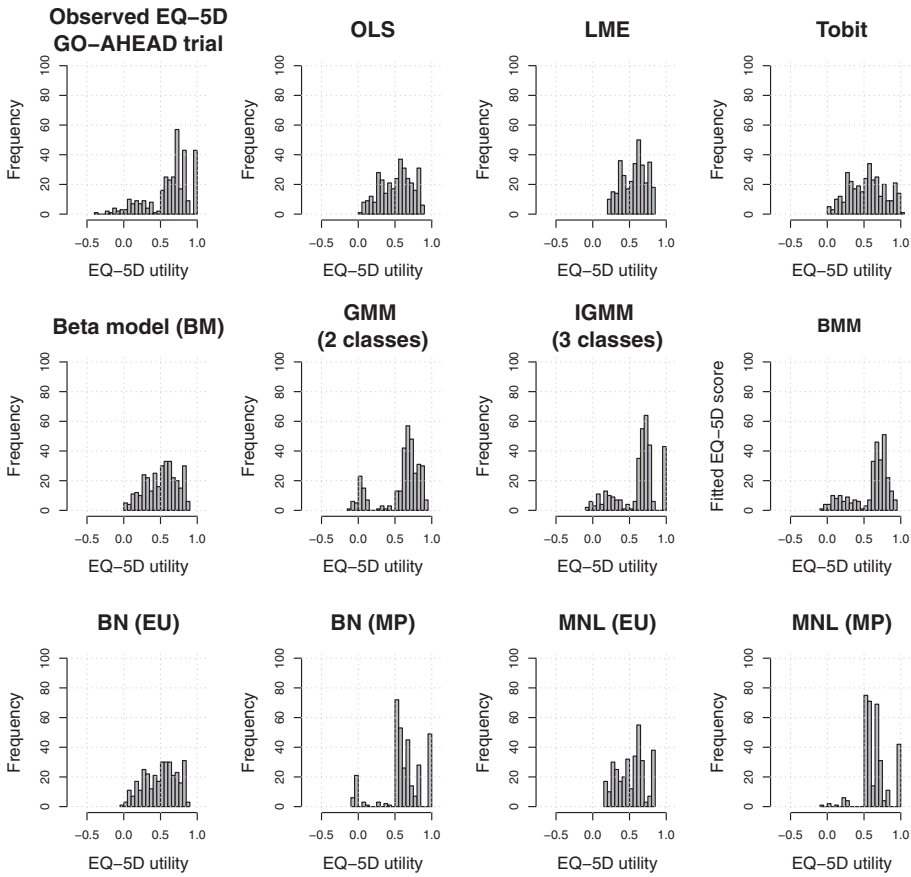 Observed EQ−5D
GO−AHEAD trial
OLS
LME
Tobit
Frequency
0 20 40 60 80 100
−0.5 0.0 0.5 1.0
EQ−5D utility
Frequency
0 20 40 60 80 100
−0.5 0.0 0.5 1.0
EQ−5D utility
Frequency
0 20 40 60 80 100
−0.5 0.0 0.5 1.0
EQ−5D utility
Frequency
0 20 40 60 80 100
−0.5 0.0 0.5 1.0
EQ−5D utility
Beta model (BM)
GMM
(2 classes)
IGMM
(3 classes)
BMM
Frequency
0 20 40 60 80 100
−0.5 0.0 0.5 1.0
EQ−5D utility
Frequency
0 20 40 60 80 100
−0.5 0.0 0.5 1.0
EQ−5D utility
Frequency
0 20 40 60 80 100
−0.5 0.0 0.5 1.0
EQ−5D utility
Fitted EQ−5D score
0 20 40 60 80 100
−0.5 0.0 0.5 1.0
EQ−5D utility
BN (EU)
BN (MP)
MNL (EU)
MNL (MP)
Frequency
0 20 40 60 80 100
−0.5 0.0 0.5 1.0
EQ−5D utility
Frequency
0 20 40 60 80 100
−0.5 0.0 0.5 1.0
EQ−5D utility
Frequency
0 20 40 60 80 100
−0.5 0.0 0.5 1.0
EQ−5D utility
Frequency
0 20 40 60 80 100
−0.5 0.0 0.5 1.0
EQ−5D utility